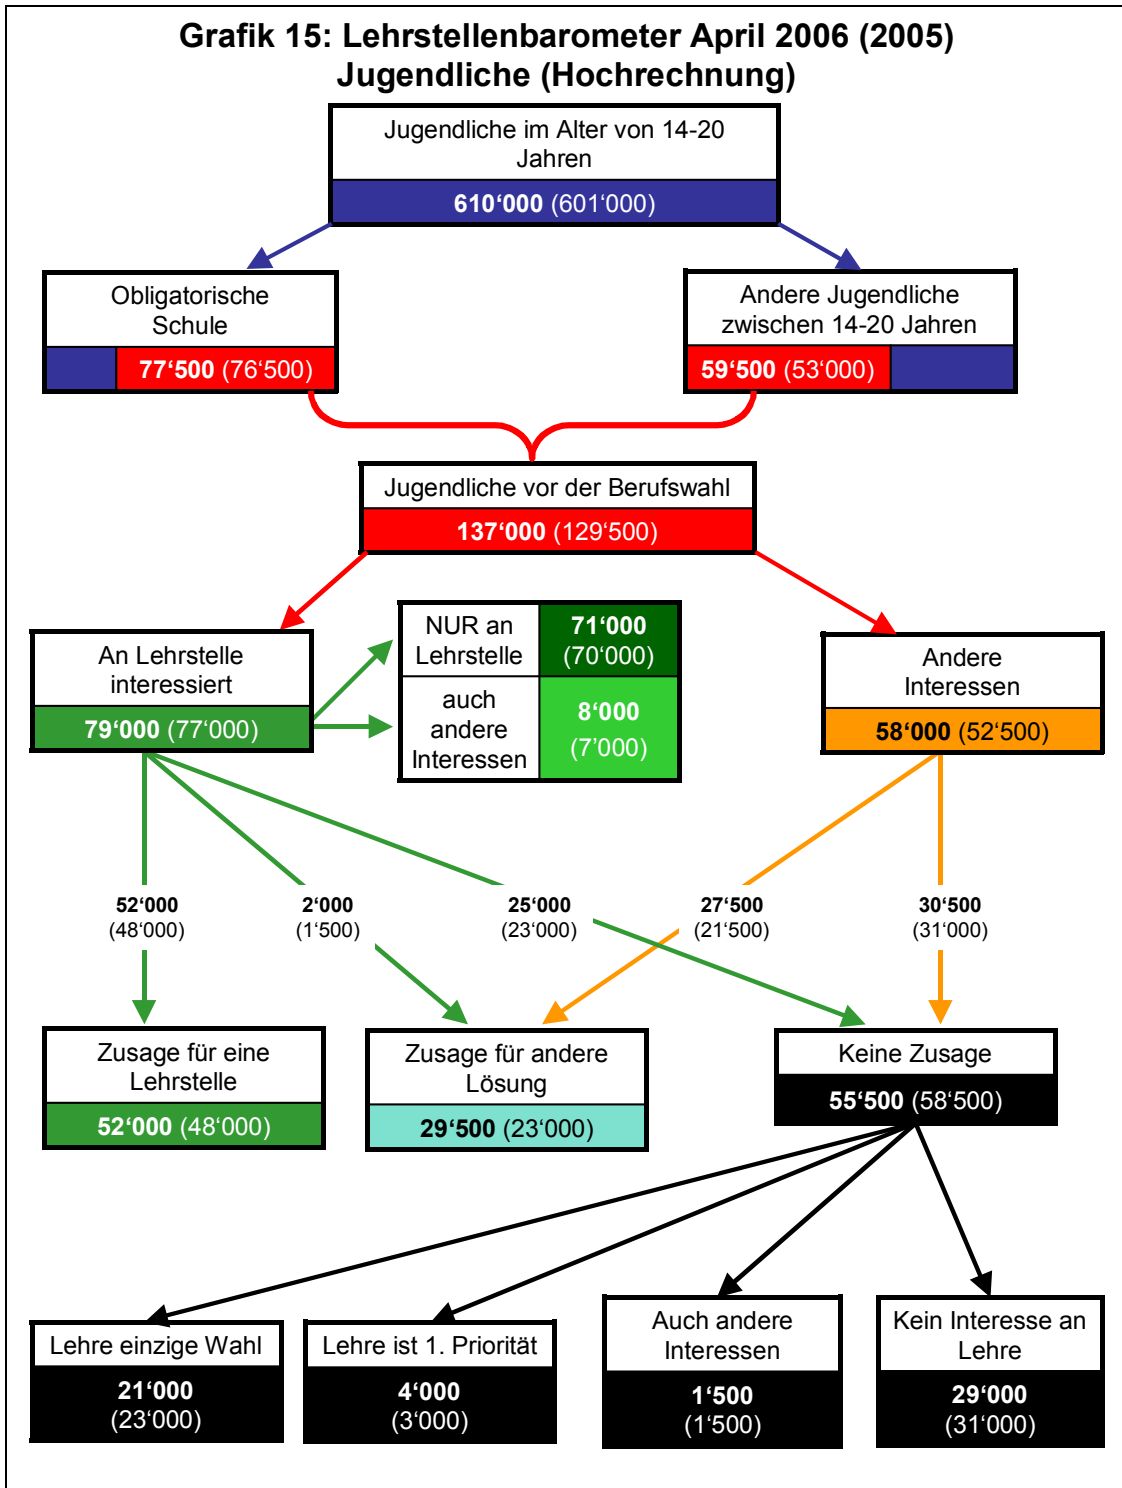 Grafik 15: Lehrstellenbarometer April 2006 (2005)
Jugendliche (Hochrechnung)
Jugendliche im Alter von 14-20
Jahren
610‘000 (601‘000)
Obligatorische
Schule
77‘500 (76‘500)
Andere Jugendliche
zwischen 14-20 Jahren
59‘500 (53‘000)
Jugendliche vor der Berufswahl
137‘000 (129‘500)
An Lehrstelle
interessiert
79‘000 (77‘000)
NUR an
Lehrstelle
71‘000
(70‘000)
auch
andere
Interessen
8‘000
(7’000)
Andere
Interessen
58‘000 (52‘500)
52‘000
(48‘000)
2‘000
(1‘500)
25‘000
(23‘000)
27‘500
(21‘500)
30‘500
(31‘000)
Zusage für eine
Lehrstelle
52‘000 (48‘000)
Zusage für andere
Lösung
29‘500 (23‘000)
Keine Zusage
55‘500 (58‘500)
Lehre einzige Wahl
21‘000
(23‘000)
Lehre ist 1. Priorität
4‘000
(3‘000)
Auch andere
Interessen
1‘500
(1‘500)
Kein Interesse an
Lehre
29‘000
(31‘000)